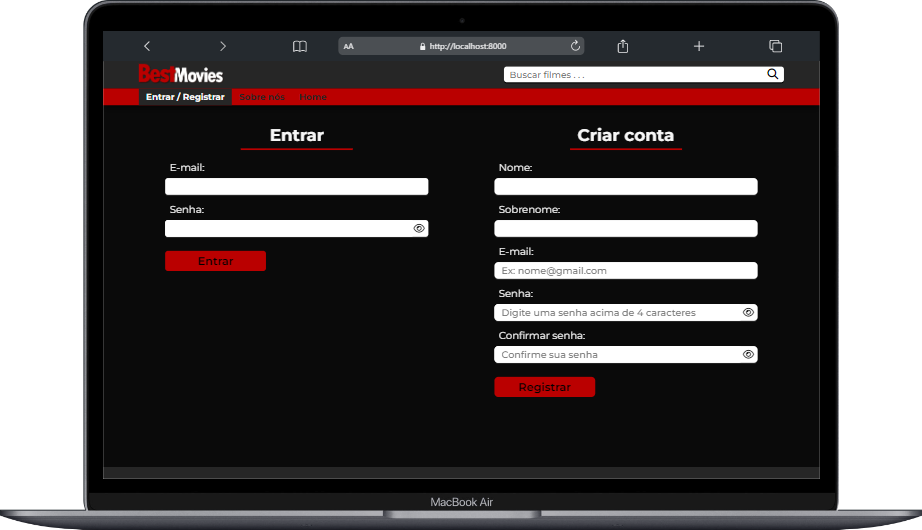 AA http://localhost:8000
BestMovies
Buscar filmes . . .
Entrar / Registrar Sobre nós Home
Entrar
E-mail:
Senha:
Entrar
Criar conta
Nome:
Sobrenome:
E-mail:
Ex: nome@gmail.com
Senha:
Digite uma senha acima de 4 caracteres
Confirmar senha:
Confirme sua senha
Registrar
MacBook Air